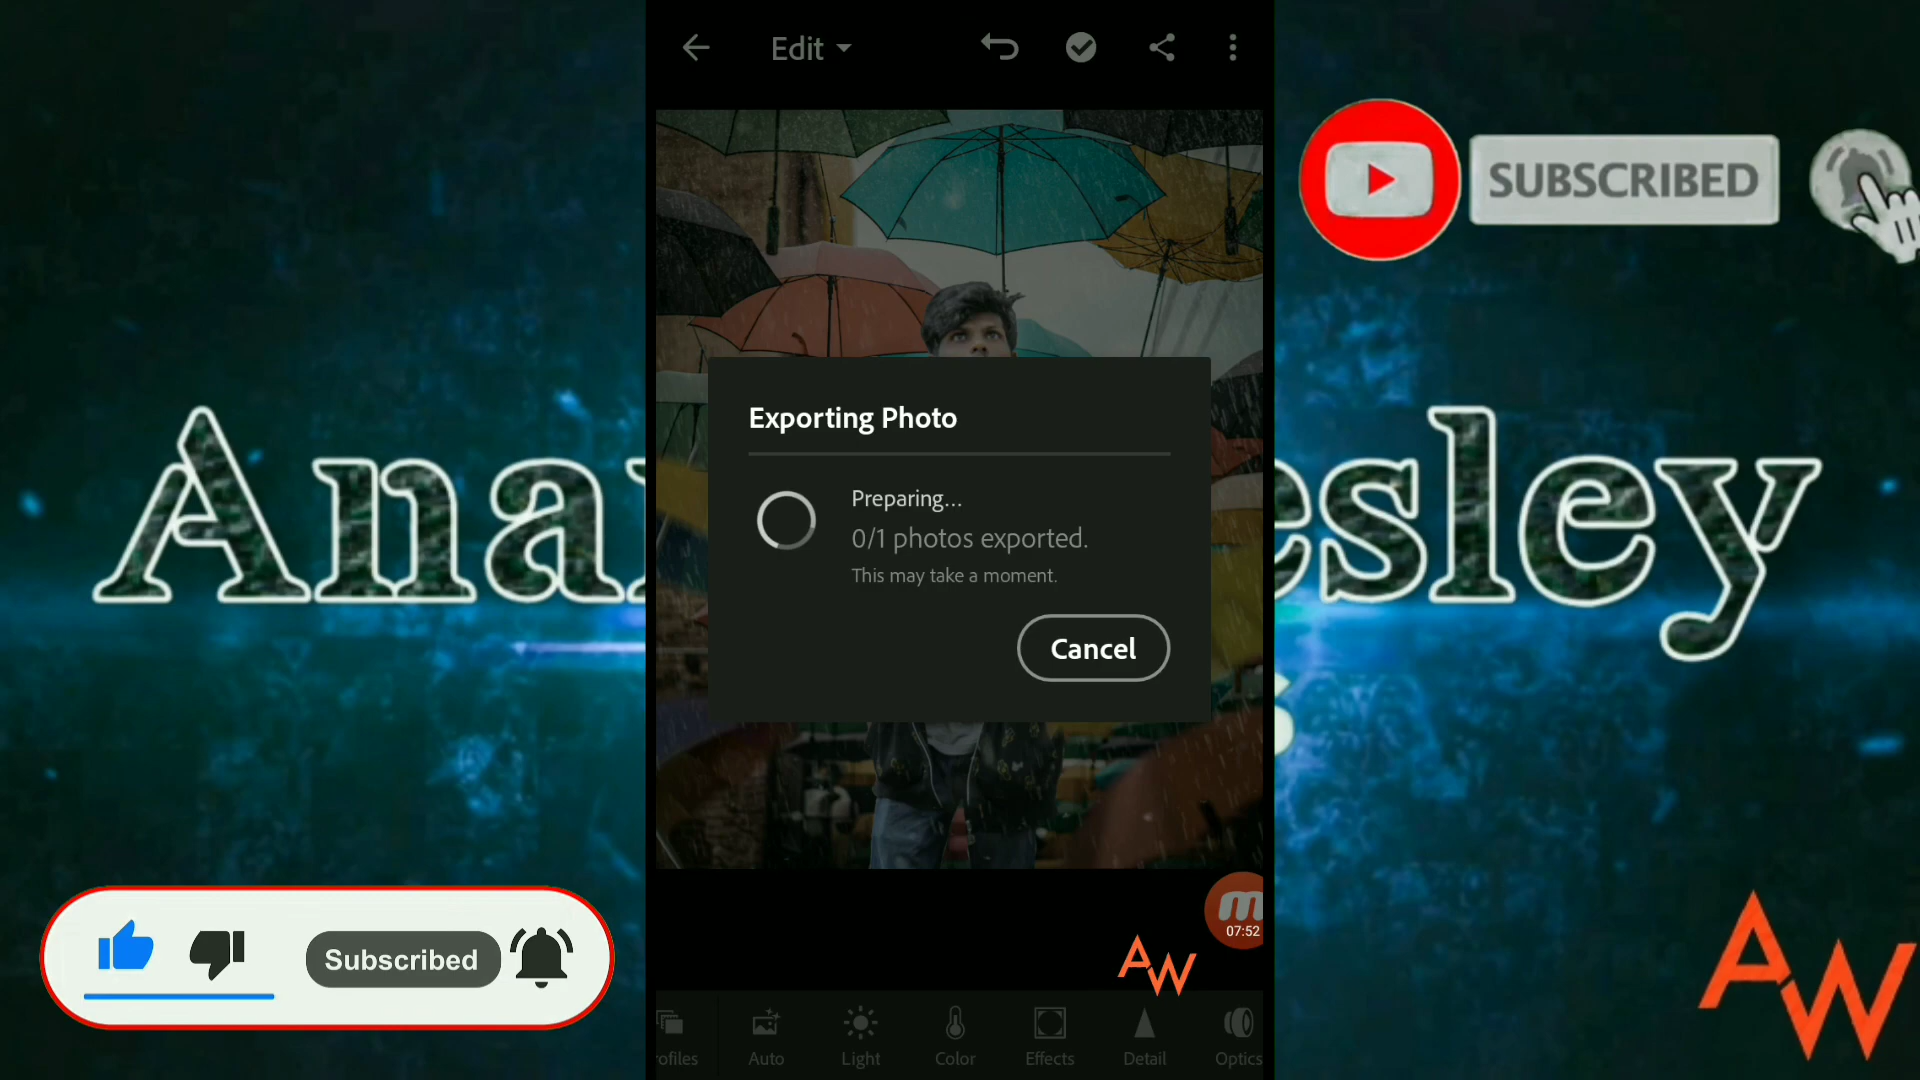 Edit
SUBSCRIBED
Exporting Photo
Preparing...
0/1 photos exported.
This may take a moment.
Cancel
esley
07:52
Subscribed
AW
AW
ofiles
Auto
Light
Color
Effects
Detail
Optics